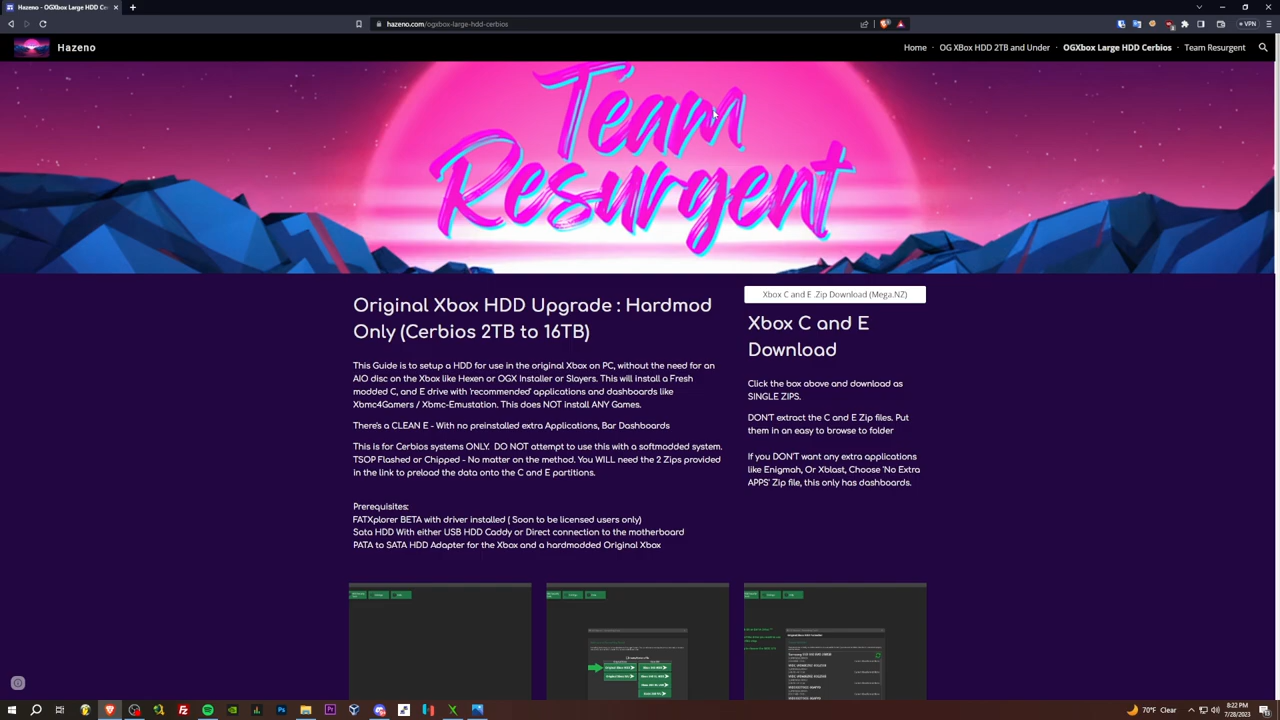 Hazeno - OGXbox Large HDD Cer
hazeno.com/ogxbox-large-hdd-cerbios
VPN
Hazeno
Home · OG XBox HDD 2TB and Under · OGXbox Large HDD Cerbios · Team Resurgent
Team
Resurgent
Original Xbox HDD Upgrade : Hardmod
Only (Cerbios 2TB to 16TB)
This Guide is to setup a HDD for use in the original Xbox on PC, without the need for an
AIO disc on the Xbox like Hexen or OGX Installer or Slayers. This will install a Fresh
modded C, and E drive with 'recommended' applications and dashboards like
Xbmc4Gamers / Xbmc-Emustation. This does NOT Install ANY Games.
There's a CLEAN E - With no preinstalled extra Applications, Bar Dashboards
This is for Cerbios systems ONLY. DO NOT attempt to use this with a softmodded system.
TSOP Flashed or Chipped - No matter on the method. You WILL need the 2 Zips provided
in the link to preload the data onto the C and E partitions.
Prerequisites:
FATXplorer BETA with driver installed ( Soon to be licensed users only)
Sata HDD With either USB HDD Caddy or Direct connection to the motherboard
PATA to SATA HDD Adapter for the Xbox and a hardmodded Original Xbox
Xbox C and E .Zip Download (Mega.NZ)
Xbox C and E
Download
Click the box above and download as
SINGLE ZIPS.
DON'T extract the C and E Zip files. Put
them in an easy to browse to folder
If you DON'T want any extra applications
like Enigmah, Or Xblast, Choose 'No Extra
APPS' Zip file, this only has dashboards.
70°F Clear
8:22 PM
7/28/2023